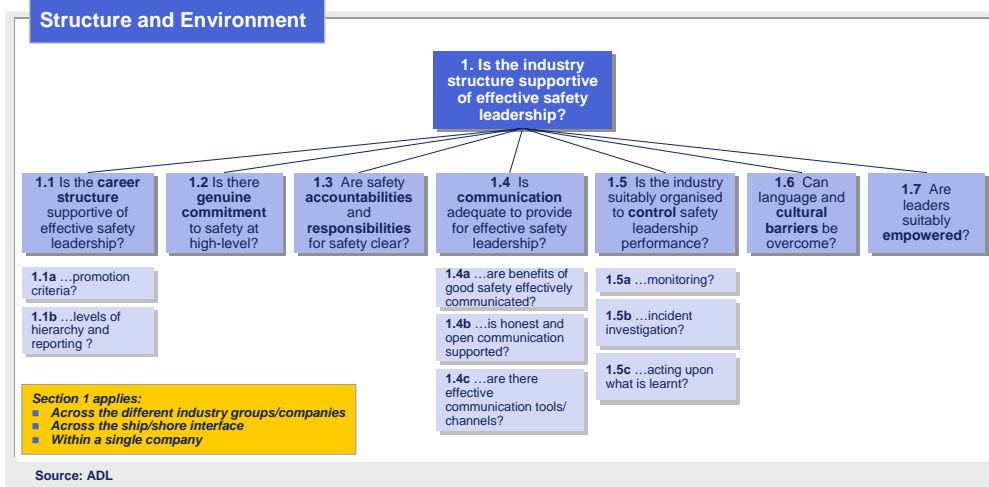 Structure and Environment
1. Is the industry
structure supportive
of effective safety
leadership?
1.1 Is the career
structure
supportive of
effective safety
leadership?
1.2 Is there
genuine
commitment
to safety at
high-level?
1.3 Are safety
accountabilities
and
responsibilities
for safety clear?
1.4 Is
communication
adequate to provide
for effective safety
leadership?
1.5 Is the industry
suitably organised
to control safety
leadership
performance?
1.6 Can
language and
cultural
barriers be
overcome?
1.7 Are
leaders
suitably
empowered?
1.1a …promotion
criteria?
1.1b …levels of
hierarchy and
reporting ?
1.4a …are benefits of
good safety effectively
communicated?
1.4b …is honest and
open communication
supported?
1.4c …are there
effective
communication tools/
channels?
1.5a …monitoring?
1.5b …incident
investigation?
1.5c …acting upon
what is learnt?
Section 1 applies:
■ Across the different industry groups/companies
■ Across the ship/shore interface
■ Within a single company
Source: ADL